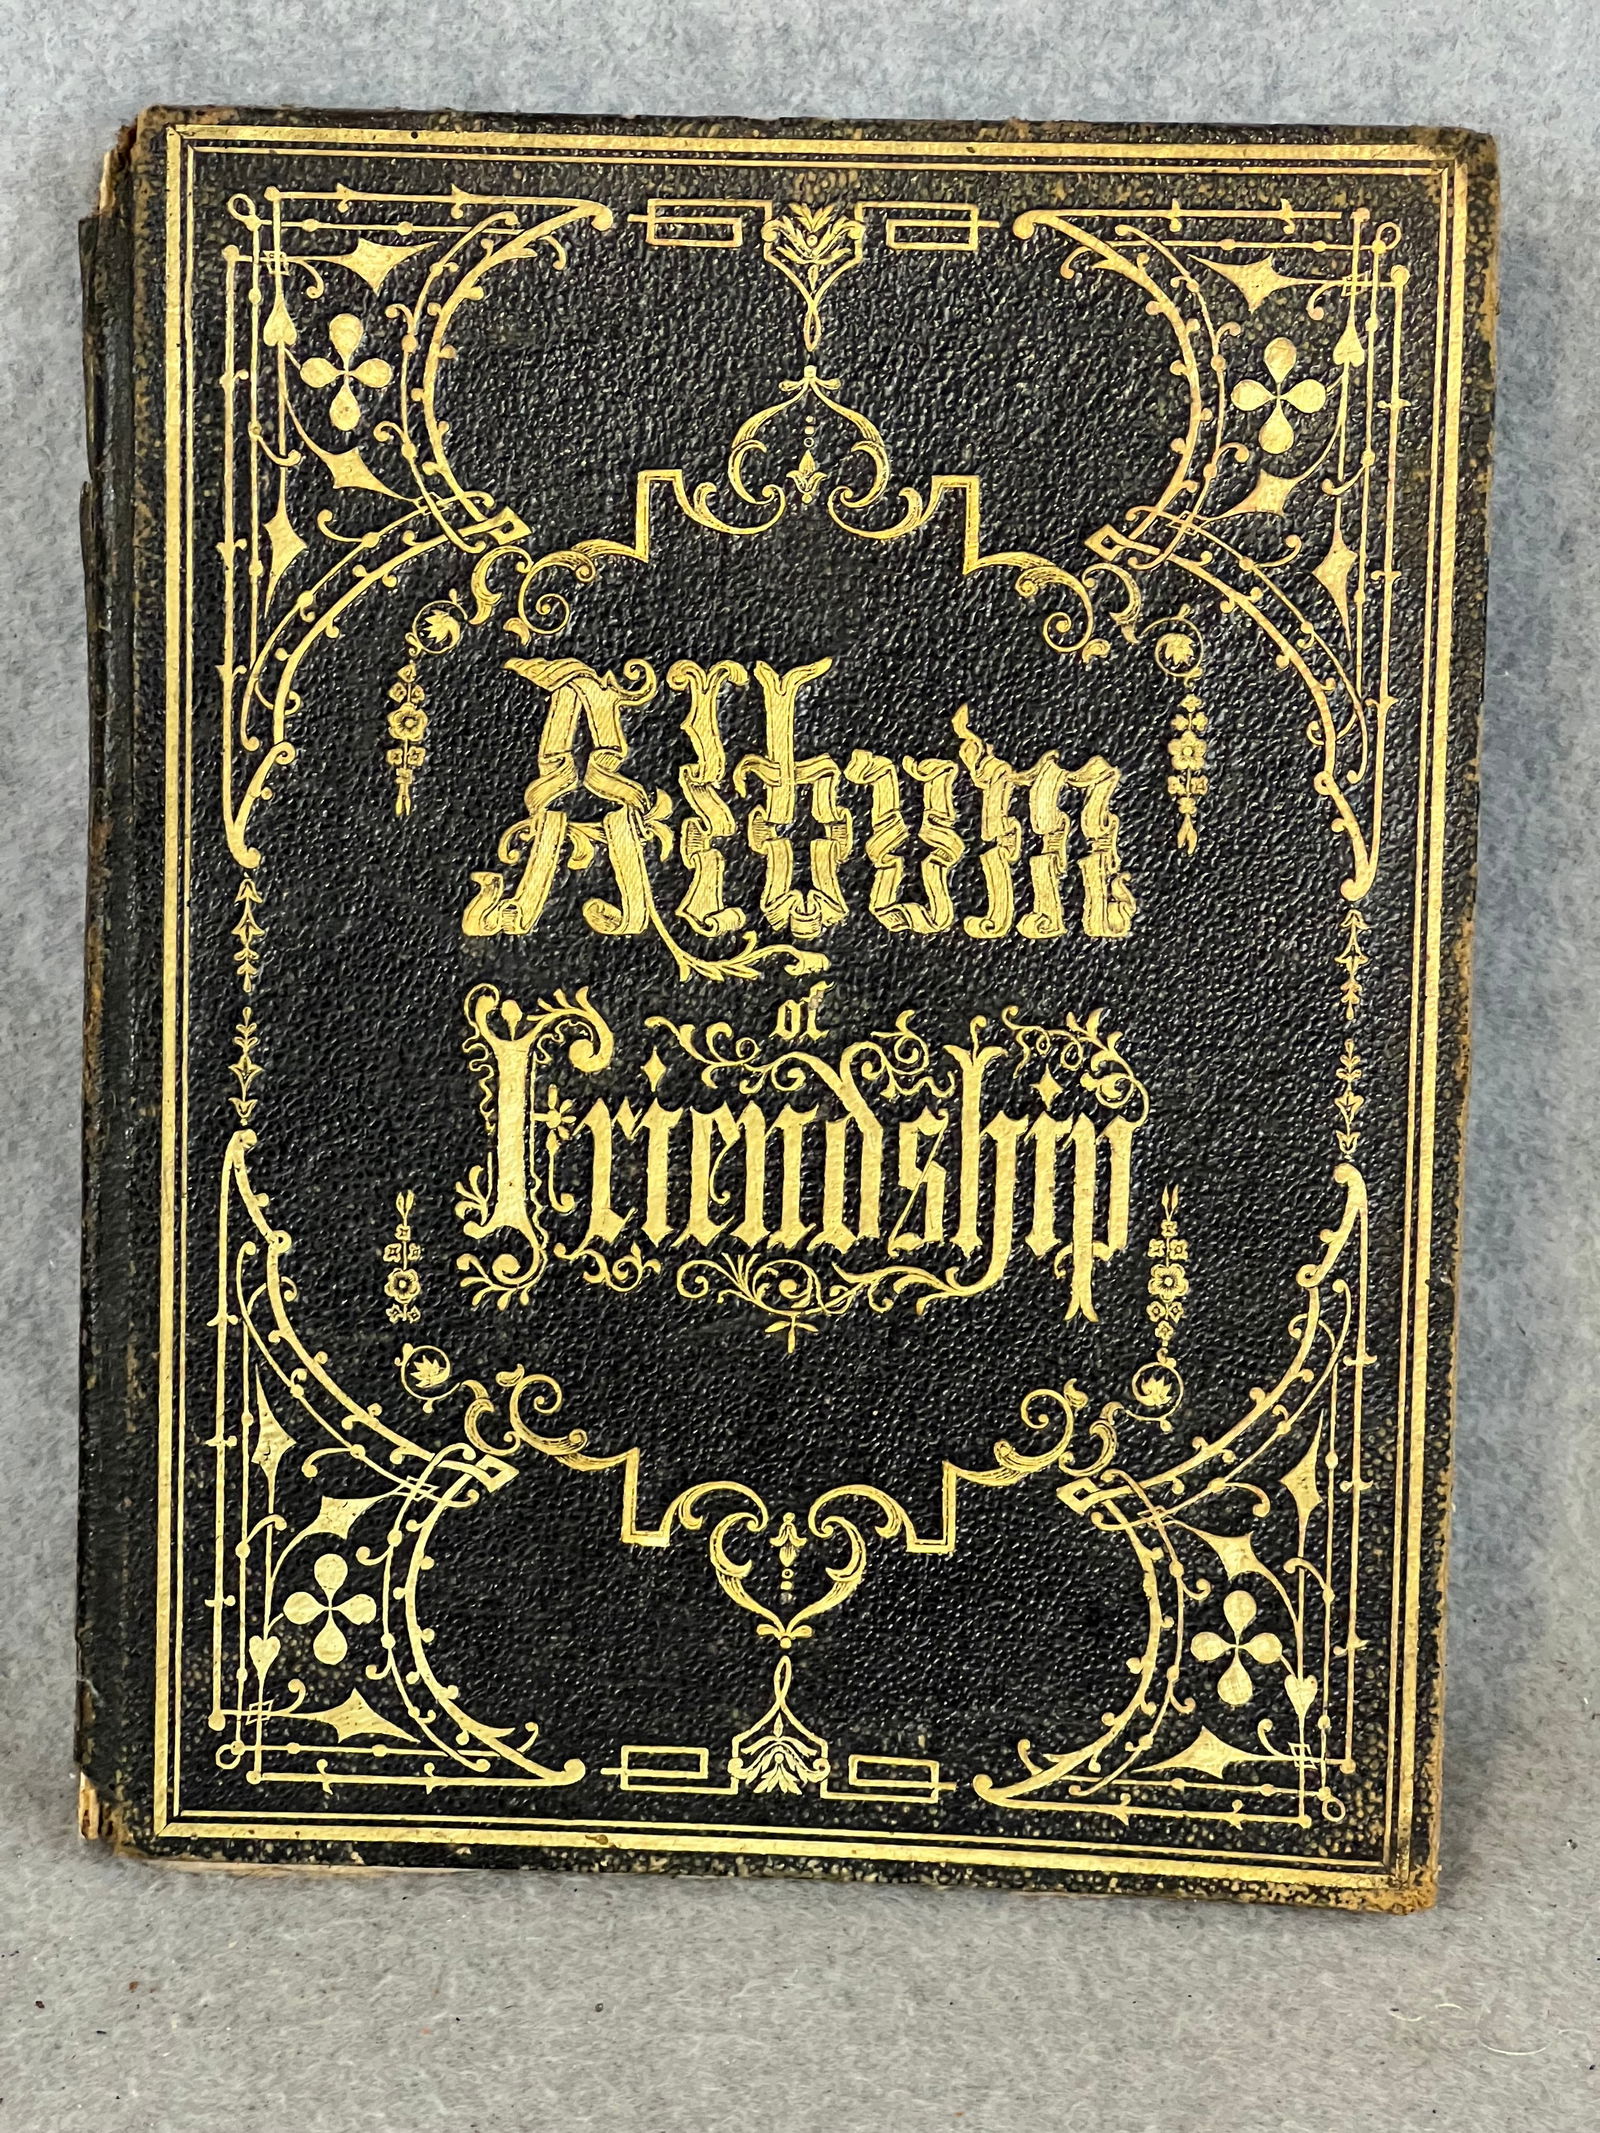 Album
of
Friendship